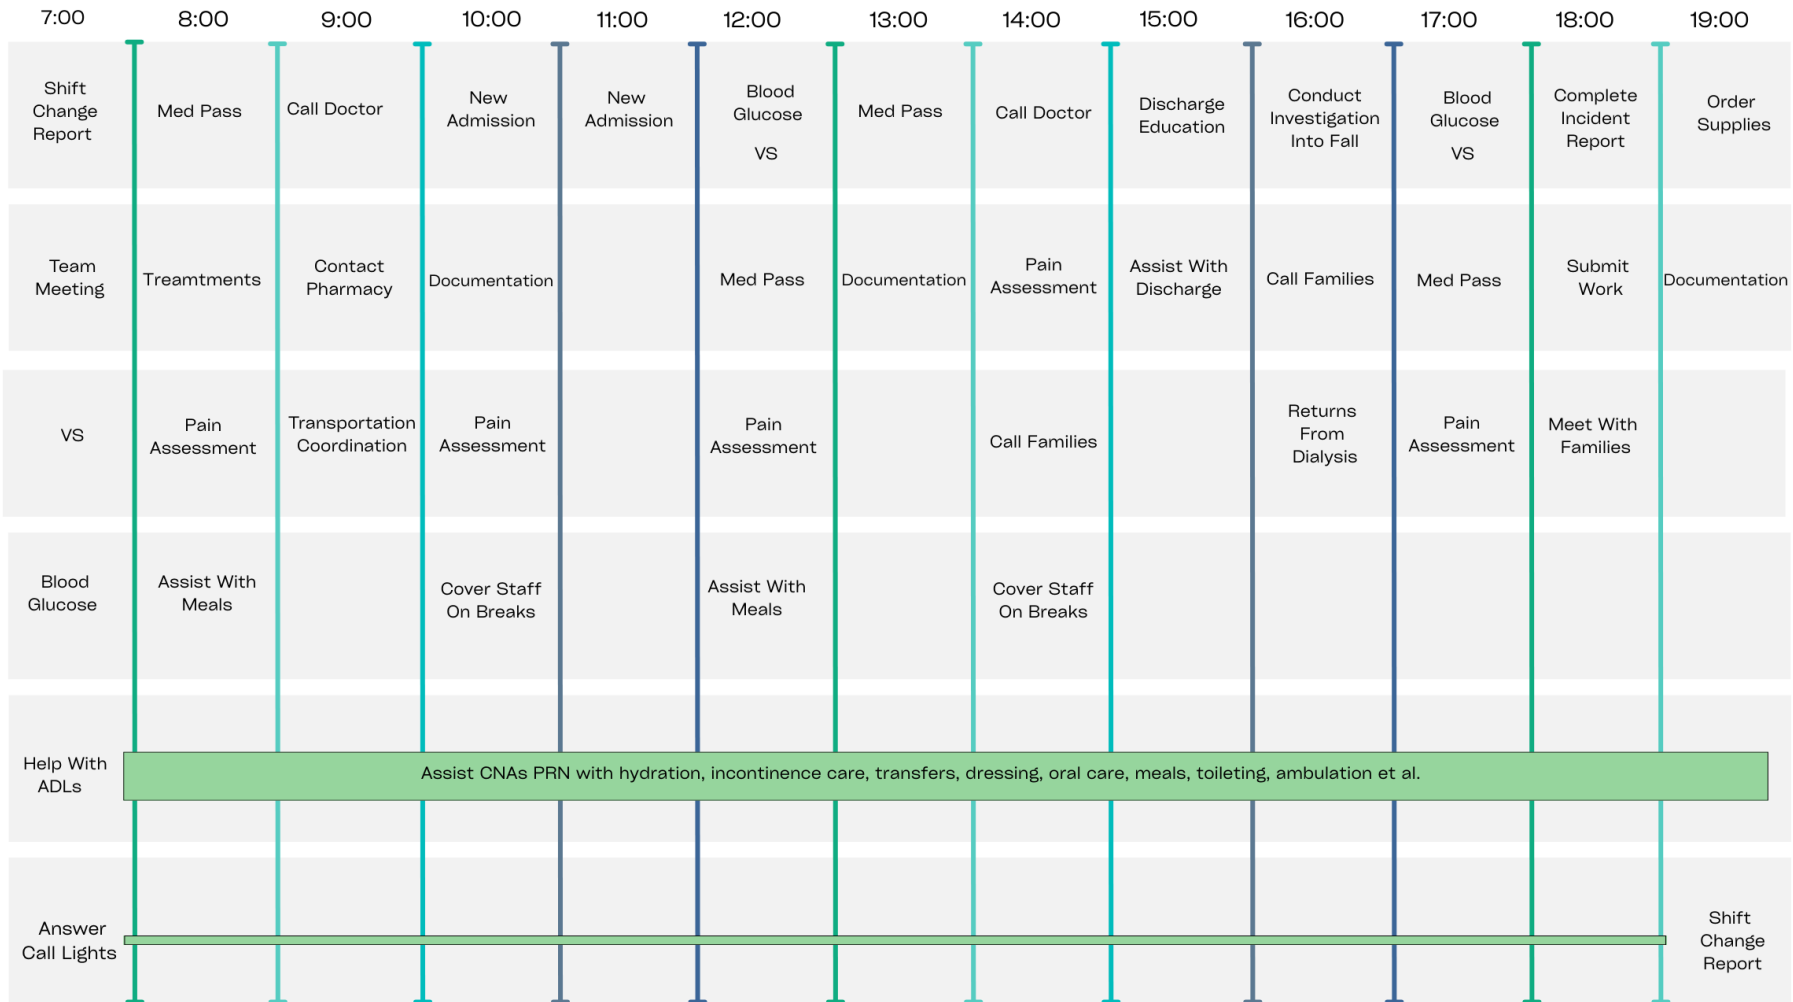 7:00 8:00 9:00 10:00 11:00 12:00 13:00 14:00 15:00 16:00 17:00 18:00 19:00
Shift
Change
Report
Med Pass
Call Doctor
New
Admission
New
Admission
Blood
Glucose
VS
Med Pass
Call Doctor
Discharge
Education
Conduct
Investigation
Into Fall
Blood
Glucose
VS
Complete
Incident
Report
Order
Supplies
Team
Meeting
Treamtments
Contact
Pharmacy
Documentation
Med Pass
Documentation
Pain
Assessment
Assist With
Discharge
Call Families
Med Pass
Submit
Work
Documentation
VS
Pain
Assessment
Transportation
Coordination
Pain
Assessment
Pain
Assessment
Call Families
Returns
From
Dialysis
Pain
Assessment
Meet With
Families
Blood
Glucose
Assist With
Meals
Cover Staff
On Breaks
Assist With
Meals
Cover Staff
On Breaks
Help With
ADLs
Assist CNAs PRN with hydration, incontinence care, transfers, dressing, oral care, meals, toileting, ambulation et al.
Answer
Call Lights
Shift
Change
Report